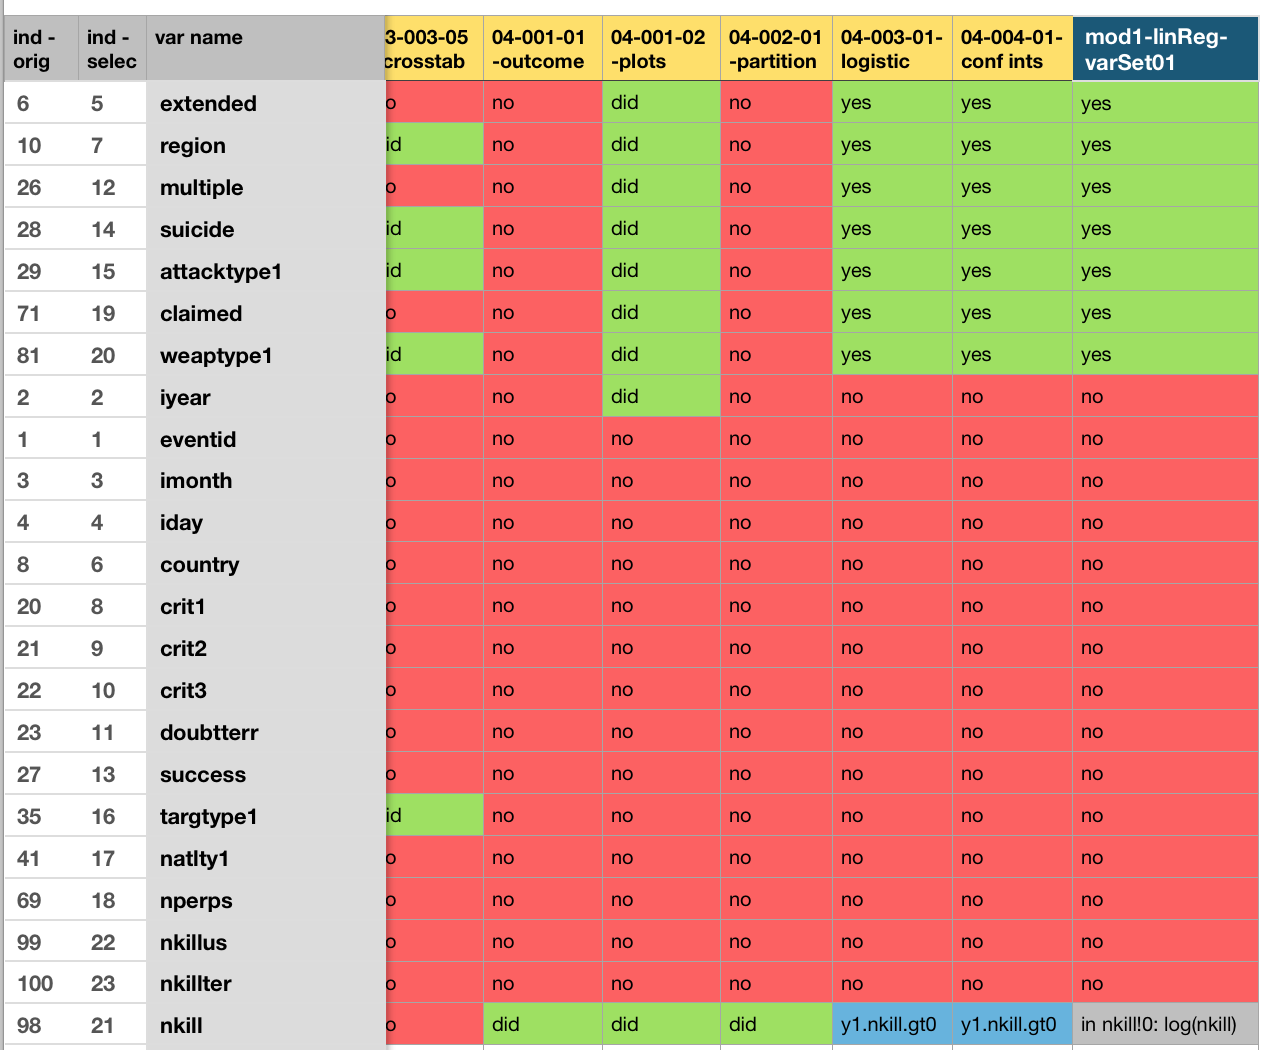 ind - orig ind - selec var name 3-003-05 crosstab 04-001-01 -outcome 04-001-02 -plots 04-002-01 -partition 04-003-01- logistic 04-004-01- conf ints mod1-linReg- varSet01
6 5 extended o no did no yes yes yes
10 7 region id no did no yes yes yes
26 12 multiple o no did no yes yes yes
28 14 suicide id no did no yes yes yes
29 15 attacktype1 id no did no yes yes yes
71 19 claimed o no did no yes yes yes
81 20 weaptype1 id no did no yes yes yes
2 2 iyear o no did no no no no
1 1 eventid o no no no no no no
3 3 imonth o no no no no no no
4 4 iday o no no no no no no
8 6 country o no no no no no no
20 8 crit1 o no no no no no no
21 9 crit2 o no no no no no no
22 10 crit3 o no no no no no no
23 11 doubtterr o no no no no no no
27 13 success o no no no no no no
35 16 targtype1 id no no no no no no
41 17 natlty1 o no no no no no no
69 18 nperps o no no no no no no
99 22 nkillus o no no no no no no
100 23 nkillter o no no no no no no
98 21 nkill o did did did y1.nkill.gt0 y1.nkill.gt0 in nkill!0: log(nkill)